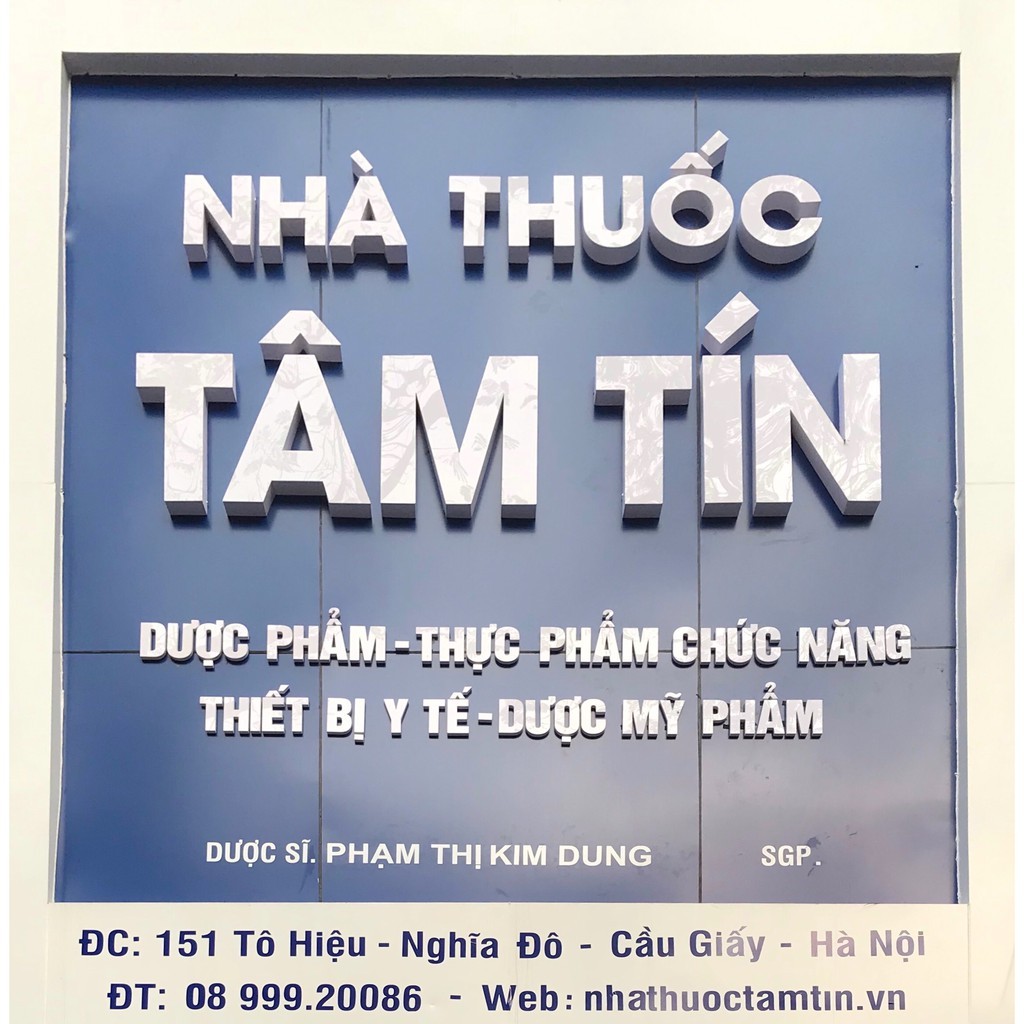 NHÀ THUỐC
TÂM TÍN
DƯỢC PHẨM - THỰC PHẨM CHỨC NĂNG
THIẾT BỊ Y TẾ - DƯỢC MỸ PHẨM
DƯỢC SĨ. PHẠM THỊ KIM DUNG SGP.
ĐC: 151 Tô Hiệu - Nghĩa Đô - Cầu Giấy - Hà Nội
ĐT: 08 999.20086 - Web: nhathuoctamtin.vn